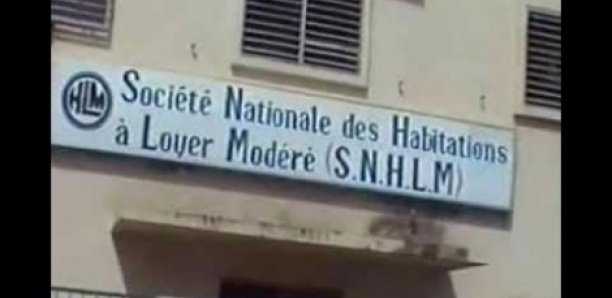 HLM
Société Nationale des Habitations
à Loyer Modéré (S.N.H.L.M)